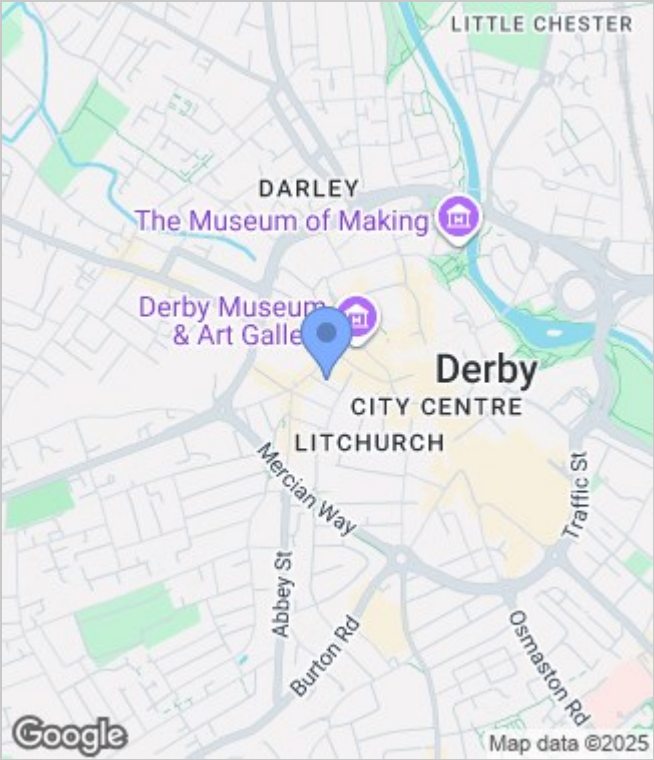 LITTLE CHESTER
DARLEY
The Museum of Making
Derby Museum
& Art Galle
Derby
CITY CENTRE
LITCHURCH
Mercian Way
Traffic St
Abbey St
Burton Rd
Osmaston Rd
Google
Map data ©2025